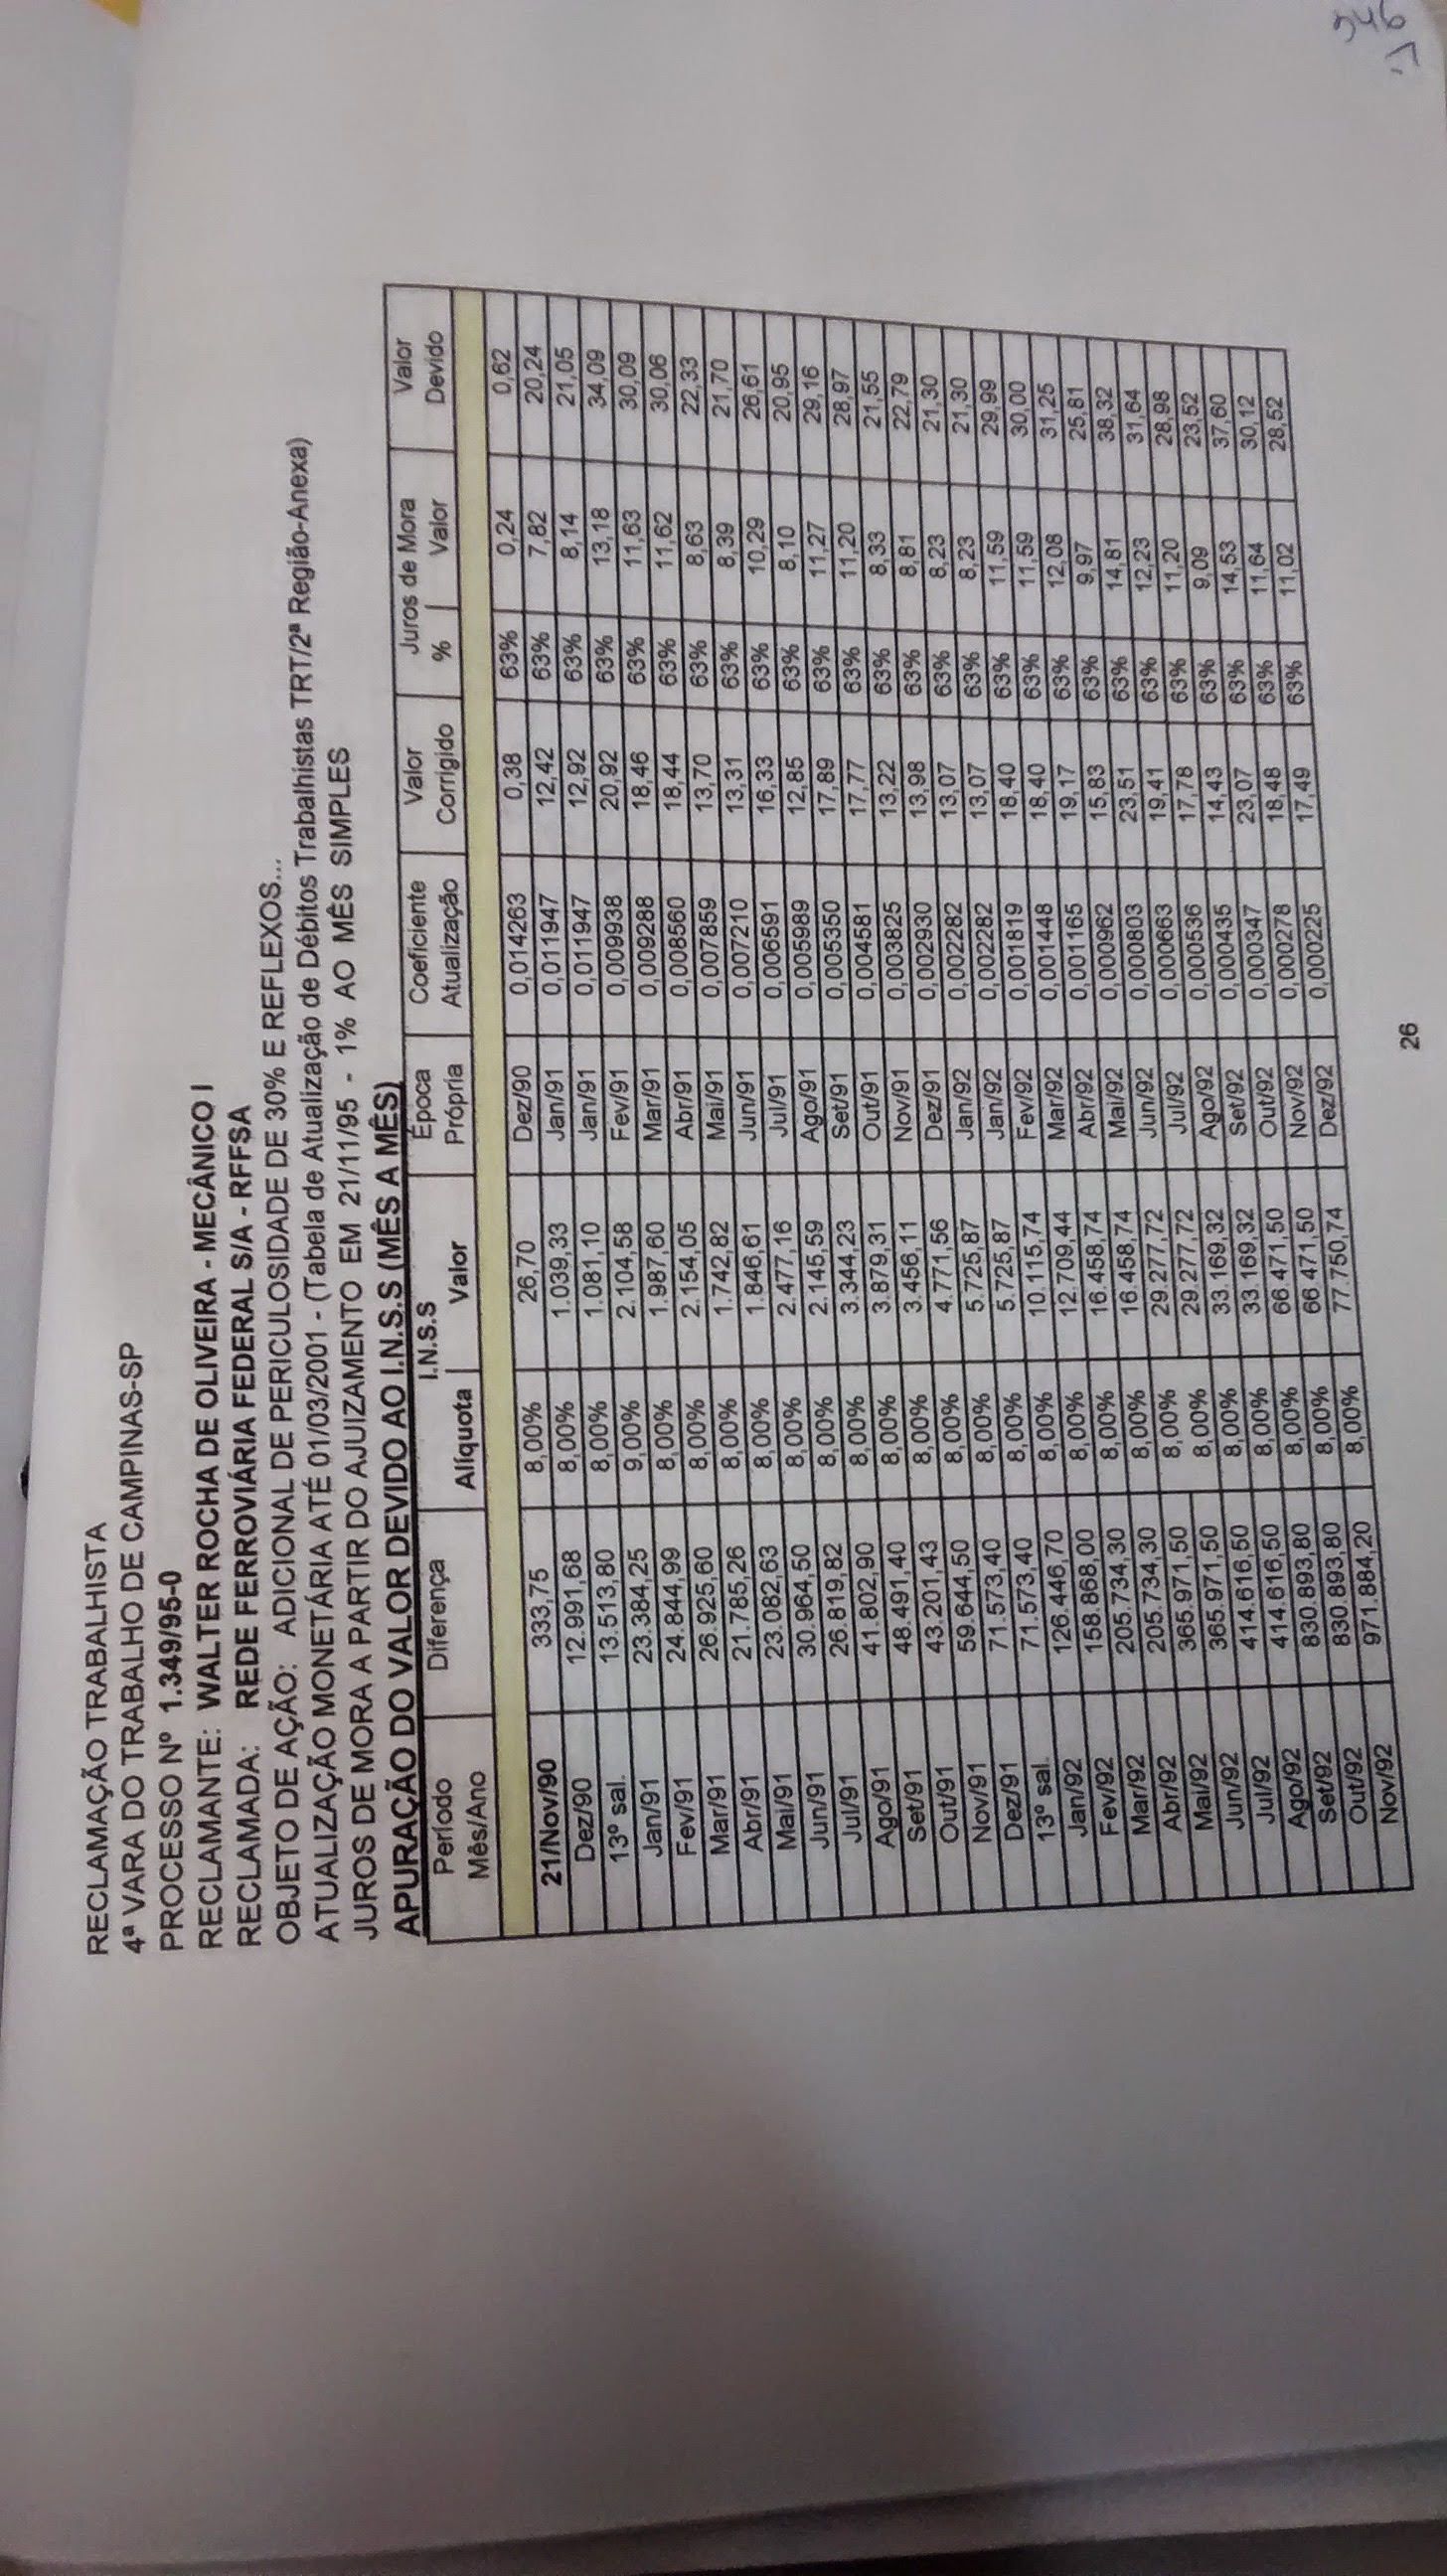 546
RECLAMAÇÃO TRABALHISTA
4ª VARA DO TRABALHO DE CAMPINAS-SP
PROCESSO Nº 1.349/95-0
RECLAMANTE: WALTER ROCHA DE OLIVEIRA - MECÂNICO I
RECLAMADA: REDE FERROVIÁRIA FEDERAL S/A - RFFSA
OBJETO DE AÇÃO: ADICIONAL DE PERICULOSIDADE DE 30% E REFLEXOS...
ATUALIZAÇÃO MONETÁRIA ATÉ 01/03/2001 - (Tabela de Atualização de Débitos Trabalhistas TRT/2ª Região-Anexa)
JUROS DE MORA A PARTIR DO AJUIZAMENTO EM 21/11/95 - 1% AO MÊS SIMPLES
APURAÇÃO DO VALOR DEVIDO AO I.N.S.S (MÊS A MÊS)
Período Diferença I.N.S.S Época Coeficiente Valor Juros de Mora Valor
Mês/Ano Alíquota Valor Própria Atualização Corrigido % Valor Devido
21/Nov/90 333,75 8,00% 26,70 Dez/90 0,014263 0,38 63% 0,24 0,62
Dez/90 12.991,68 8,00% 1.039,33 Jan/91 0,011947 12,42 63% 7,82 20,24
13º sal. 13.513,80 8,00% 1.081,10 Jan/91 0,011947 12,92 63% 8,14 21,05
Jan/91 23.384,25 9,00% 2.104,58 Fev/91 0,009938 20,92 63% 13,18 34,09
Fev/91 24.844,99 8,00% 1.987,60 Mar/91 0,009288 18,46 63% 11,63 30,09
Mar/91 26.925,60 8,00% 2.154,05 Abr/91 0,008560 18,44 63% 11,62 30,06
Abr/91 21.785,26 8,00% 1.742,82 Mai/91 0,007859 13,70 63% 8,63 22,33
Mai/91 23.082,63 8,00% 1.846,61 Jun/91 0,007210 13,31 63% 8,39 21,70
Jun/91 30.964,50 8,00% 2.477,16 Jul/91 0,006591 16,33 63% 10,29 26,61
Jul/91 26.819,82 8,00% 2.145,59 Ago/91 0,005989 12,85 63% 8,10 20,95
Ago/91 41.802,90 8,00% 3.344,23 Set/91 0,005350 17,89 63% 11,27 29,16
Set/91 48.491,40 8,00% 3.879,31 Out/91 0,004581 17,77 63% 11,20 28,97
Out/91 43.201,43 8,00% 3.456,11 Nov/91 0,003825 13,22 63% 8,33 21,55
Nov/91 59.644,50 8,00% 4.771,56 Dez/91 0,002930 13,98 63% 8,81 22,79
Dez/91 71.573,40 8,00% 5.725,87 Jan/92 0,002282 13,07 63% 8,23 21,30
13º sal. 71.573,40 8,00% 5.725,87 Jan/92 0,002282 13,07 63% 8,23 21,30
Jan/92 126.446,70 8,00% 10.115,74 Fev/92 0,001819 18,40 63% 11,59 29,99
Fev/92 158.868,00 8,00% 12.709,44 Mar/92 0,001448 18,40 63% 11,59 30,00
Mar/92 205.734,30 8,00% 16.458,74 Abr/92 0,001165 19,17 63% 12,08 31,25
Abr/92 205.734,30 8,00% 16.458,74 Mai/92 0,000962 15,83 63% 9,97 25,81
Mai/92 365.971,50 8,00% 29.277,72 Jun/92 0,000803 23,51 63% 14,81 38,32
Jun/92 365.971,50 8,00% 29.277,72 Jul/92 0,000663 19,41 63% 12,23 31,64
Jul/92 414.616,50 8,00% 33.169,32 Ago/92 0,000536 17,78 63% 11,20 28,98
Ago/92 414.616,50 8,00% 33.169,32 Set/92 0,000435 14,43 63% 9,09 23,52
Set/92 830.893,80 8,00% 66.471,50 Out/92 0,000347 23,07 63% 14,53 37,60
Out/92 830.893,80 8,00% 66.471,50 Nov/92 0,000278 18,48 63% 11,64 30,12
Nov/92 971.884,20 8,00% 77.750,74 Dez/92 0,000225 17,49 63% 11,02 28,52
26